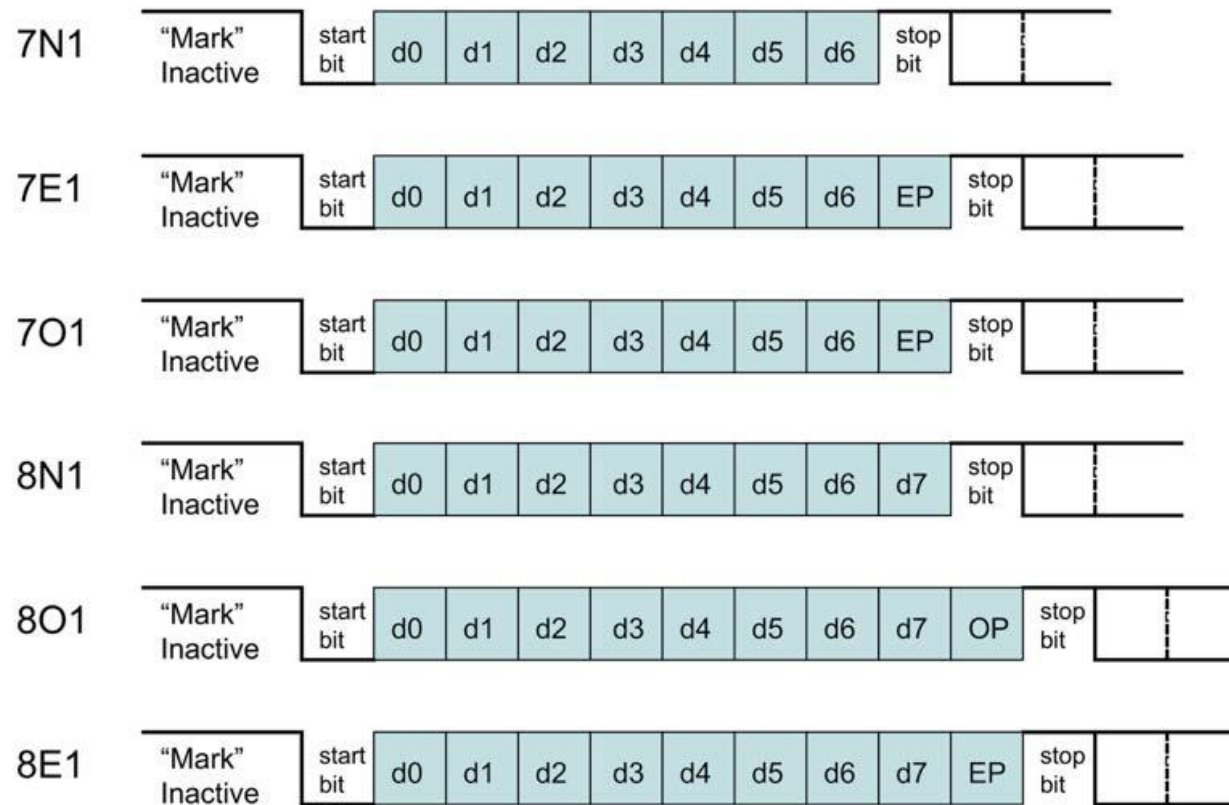 7N1
“Mark”
Inactive
start
bit
d0 d1 d2 d3 d4 d5 d6
stop
bit
7E1
“Mark”
Inactive
start
bit
d0 d1 d2 d3 d4 d5 d6 EP
stop
bit
7O1
“Mark”
Inactive
start
bit
d0 d1 d2 d3 d4 d5 d6 EP
stop
bit
8N1
“Mark”
Inactive
start
bit
d0 d1 d2 d3 d4 d5 d6 d7
stop
bit
8O1
“Mark”
Inactive
start
bit
d0 d1 d2 d3 d4 d5 d6 d7 OP
stop
bit
8E1
“Mark”
Inactive
start
bit
d0 d1 d2 d3 d4 d5 d6 d7 EP
stop
bit